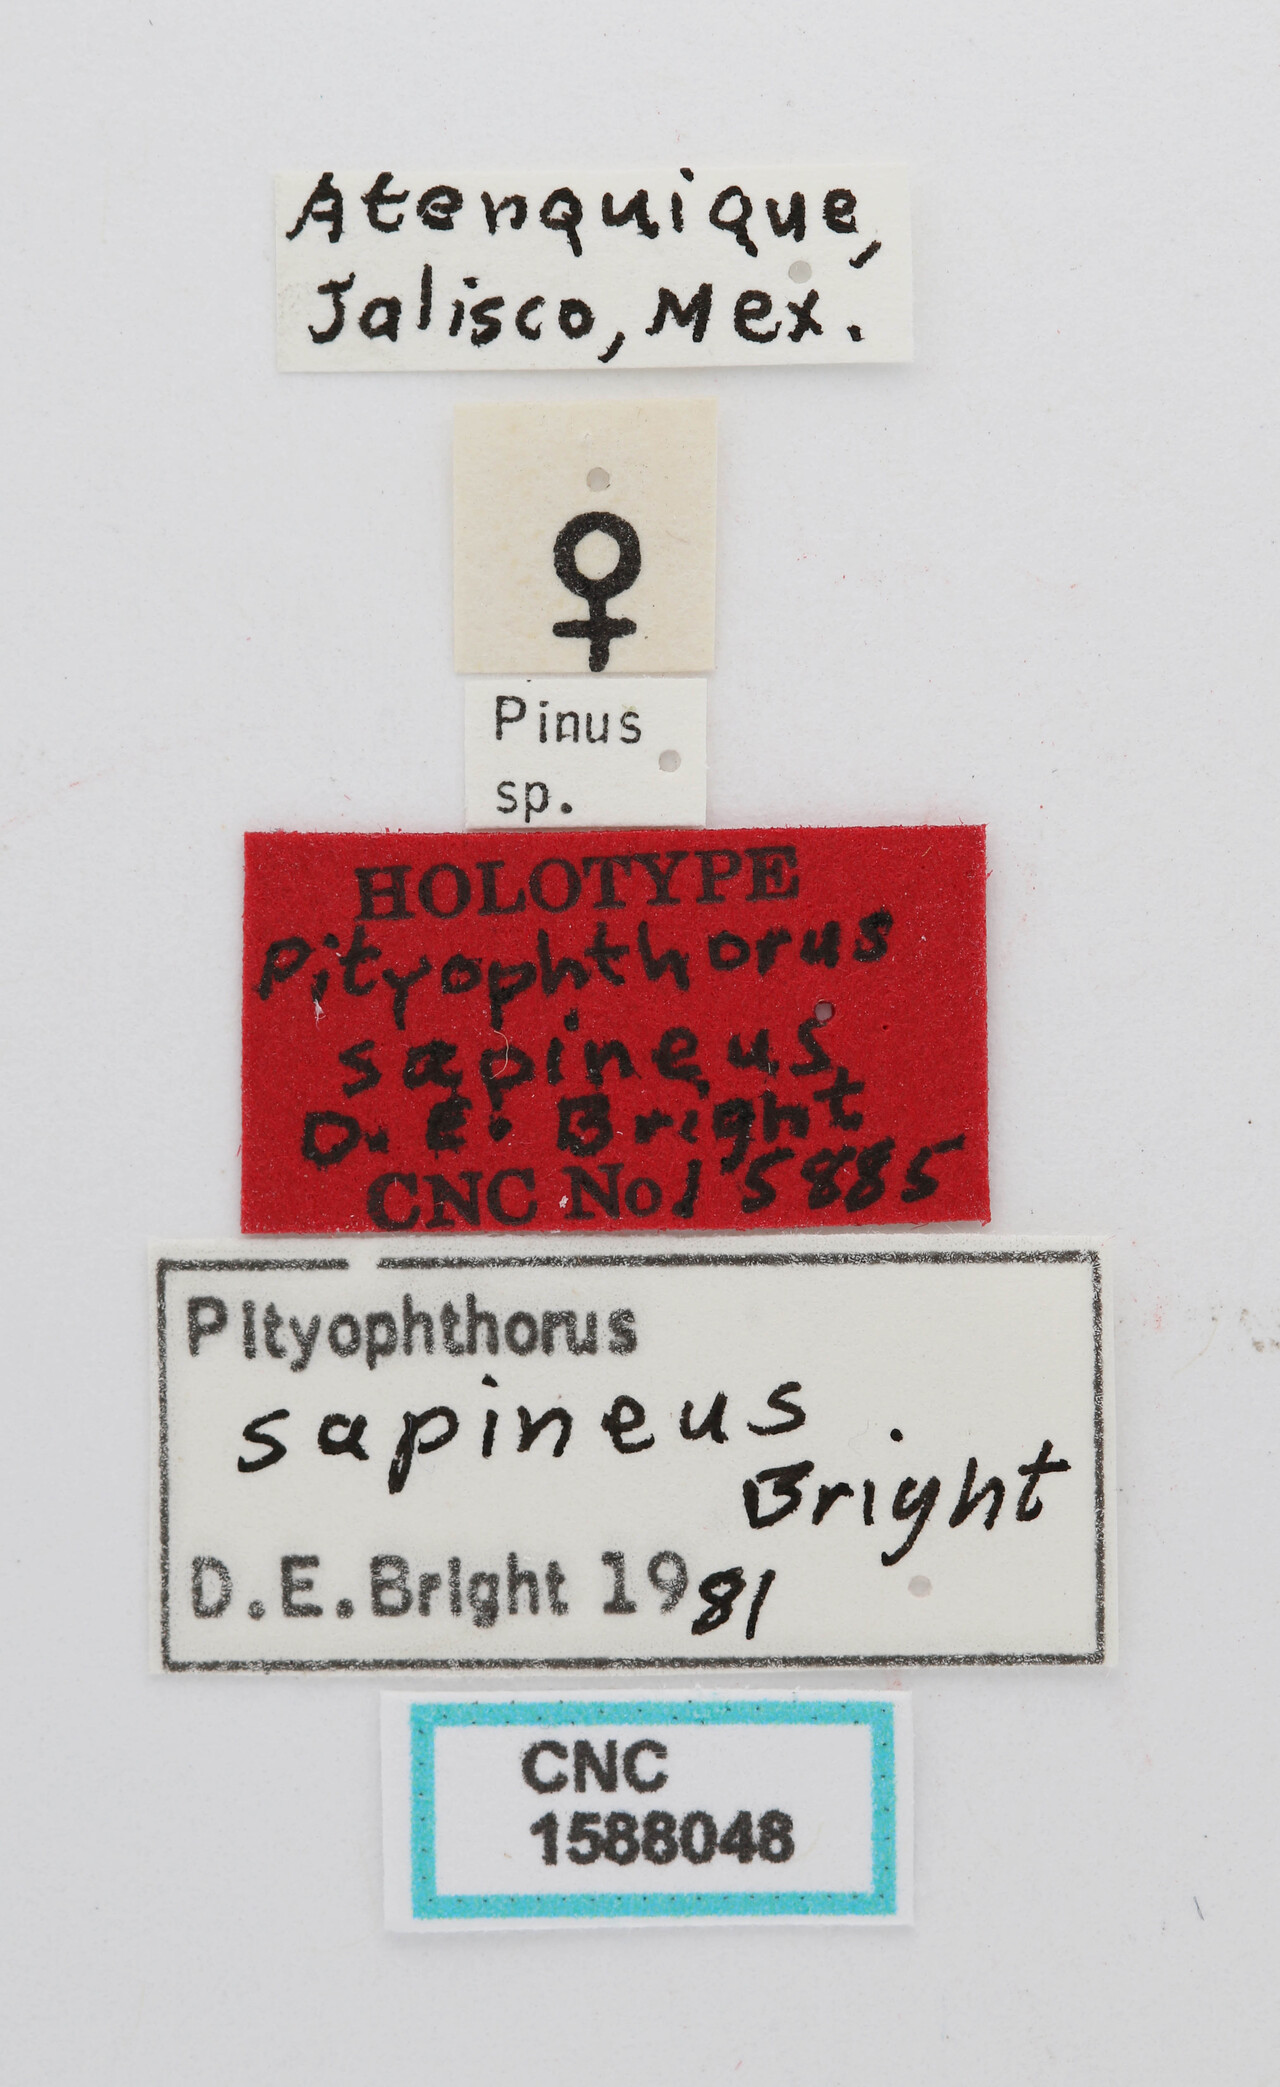 Atenquique,
Jalisco, Mex.
♀
Pinus
sp.
HOLOTYPE
Pityophthorus
sapineus
D. E. Bright
CNC No 15885
Pityophthorus
sapineus
Bright
D.E.Bright 1981
CNC
1588048